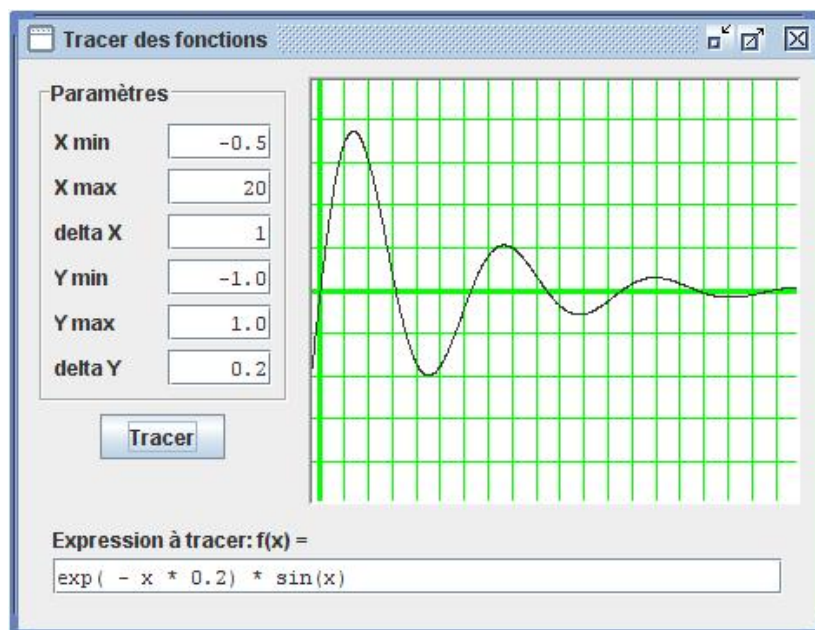 Tracer des fonctions
Paramètres
X min -0.5
X max 20
delta X 1
Y min -1.0
Y max 1.0
delta Y 0.2
Tracer
Expression à tracer: f(x) =
exp( - x * 0.2) * sin(x)